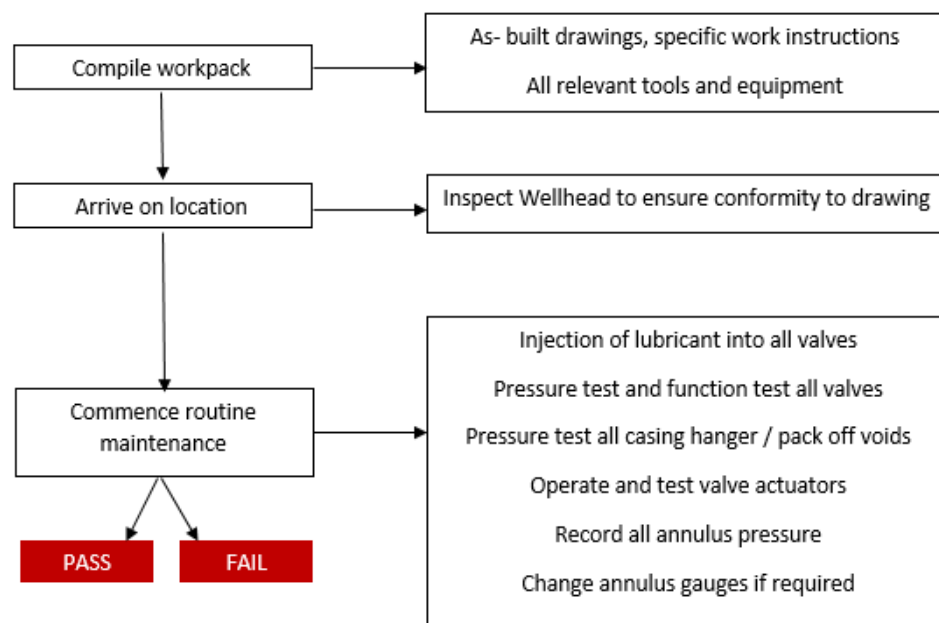 Compile workpack
As- built drawings, specific work instructions
All relevant tools and equipment
Arrive on location
Inspect Wellhead to ensure conformity to drawing
Commence routine
maintenance
Injection of lubricant into all valves
Pressure test and function test all valves
Pressure test all casing hanger / pack off voids
Operate and test valve actuators
Record all annulus pressure
Change annulus gauges if required
PASS
FAIL